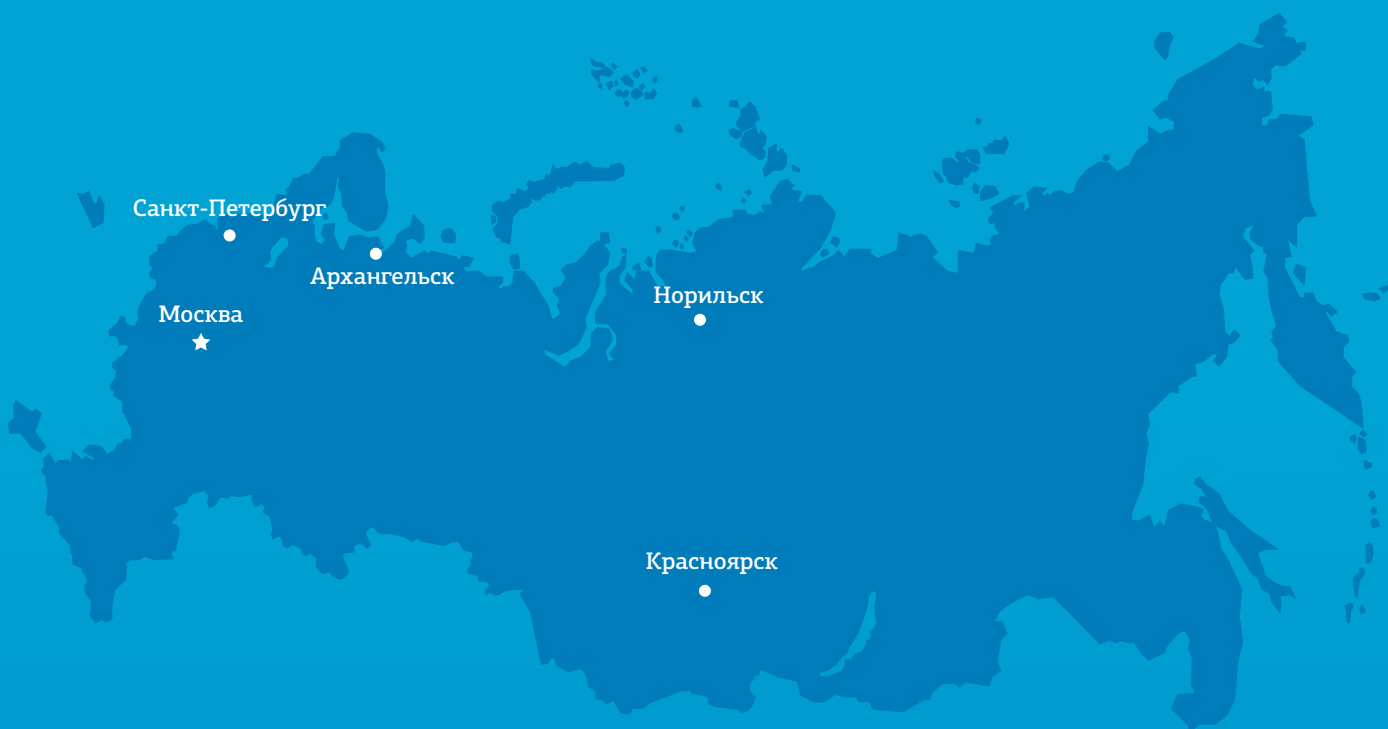 Санкт-Петербург
Архангельск
Норильск
Москва
Красноярск